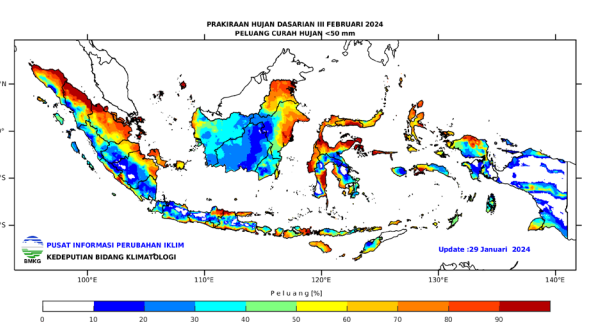 PRAKIRAAN HUJAN DASARIAN III FEBRUARI 2024
PELUANG CURAH HUJAN <50 mm
°N
0°
°S
°S
PUSAT INFORMASI PERUBAHAN IKLIM
KEDEPUTIAN BIDANG KLIMATOLOGI
BMKG
Update :29 Januari 2024
100°E 110°E 120°E 130°E 140°E
Peluang[%]
0 10 20 30 40 50 60 70 80 90